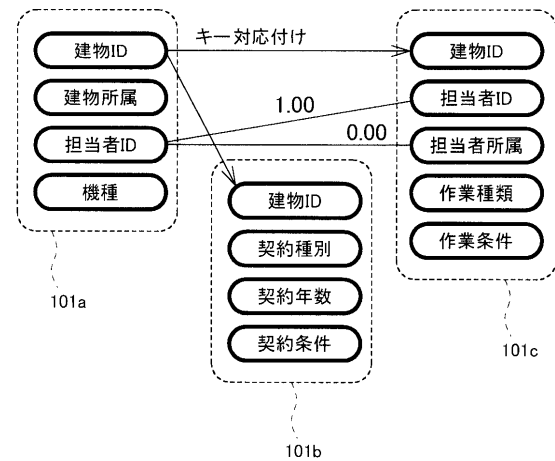 建物ID
建物所属
担当者ID
機種
101a
キー対応付け
1.00
0.00
建物ID
契約種別
契約年数
契約条件
101b
建物ID
担当者ID
担当者所属
作業種類
作業条件
101c